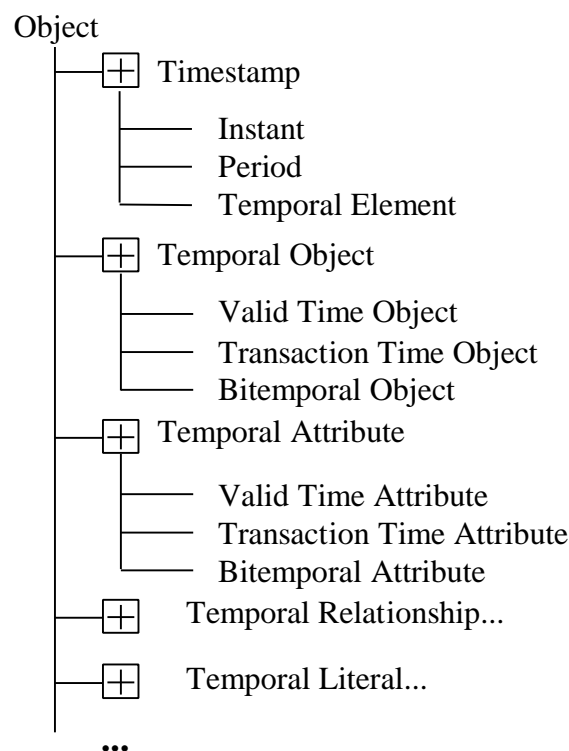 Object
Timestamp
Instant
Period
Temporal Element
Temporal Object
Valid Time Object
Transaction Time Object
Bitemporal Object
Temporal Attribute
Valid Time Attribute
Transaction Time Attribute
Bitemporal Attribute
Temporal Relationship...
Temporal Literal...
...